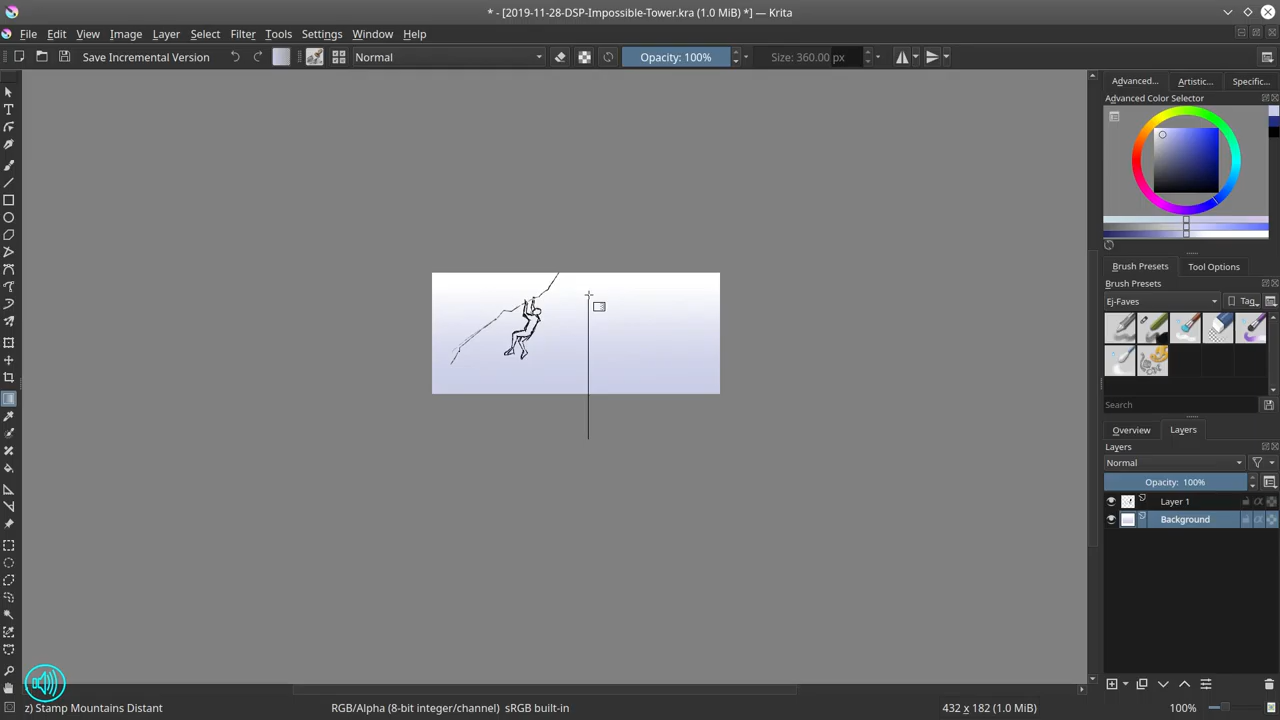 * - [2019-11-28-DSP-Impossible-Tower.kra (1.0 MiB) *] — Krita
File Edit View Image Layer Select Filter Tools Settings Window Help
Save Incremental Version Normal Opacity: 100% Size: 360.00 px
Advanced... Artistic... Specific...
Advanced Color Selector
Brush Presets Tool Options
Brush Presets
Ej-Faves Tag
Search
Overview Layers
Layers
Normal
Opacity: 100%
Layer 1
Background
z) Stamp Mountains Distant RGB/Alpha (8-bit integer/channel) sRGB built-in 432 x 182 (1.0 MiB) 100%